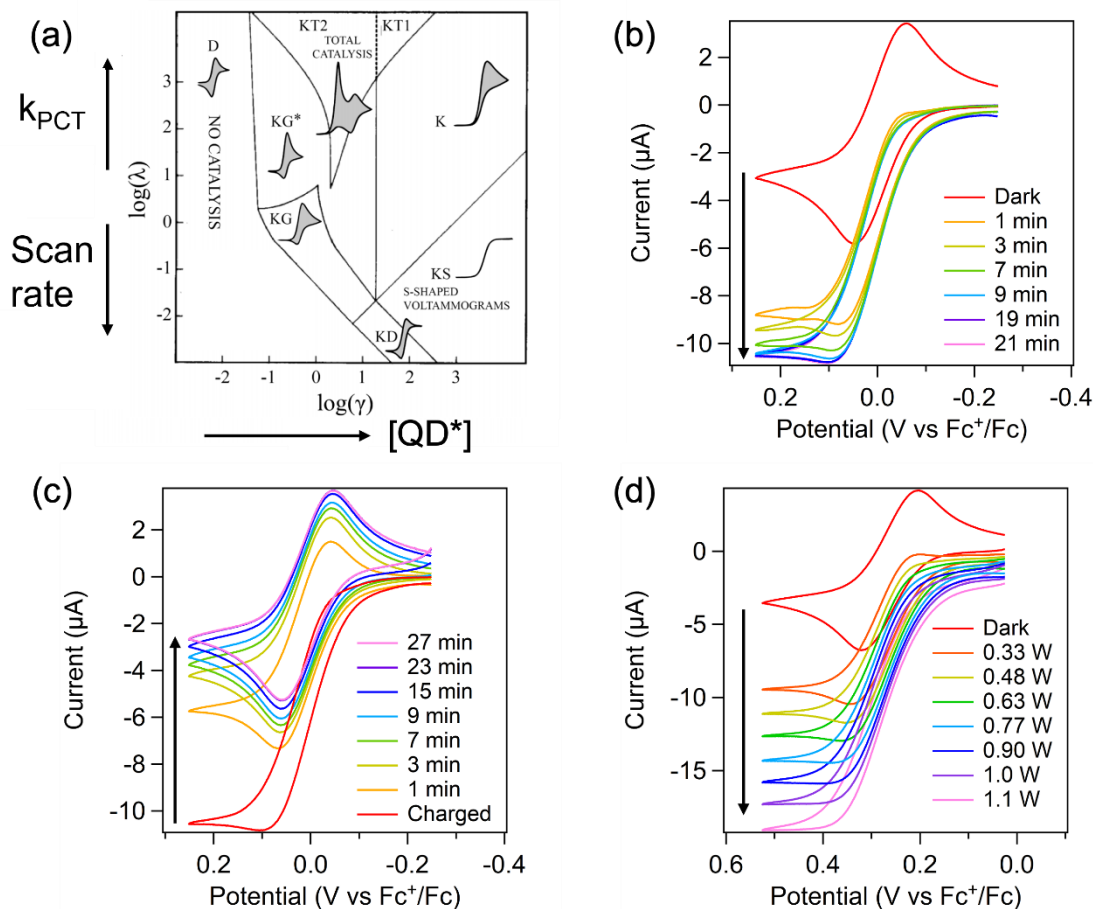 (a)
KT2
KT1
D
TOTAL
CATALYSIS
k_PCT
3
K
2
KG*
NO CATALYSIS
1
log(λ)
0
KG
Scan
rate
-1
KS
S-SHAPED
VOLTAMMOGRAMS
-2
KD
-2 -1 0 1 2 3
log(γ)
[QD*]
(b)
Current (µA)
2
0
-2
-4
-6
-8
-10
Dark
1 min
3 min
7 min
9 min
19 min
21 min
0.2 0.0 -0.2 -0.4
Potential (V vs Fc⁺/Fc)
(c)
Current (µA)
2
0
-2
-4
-6
-8
-10
27 min
23 min
15 min
9 min
7 min
3 min
1 min
Charged
0.2 0.0 -0.2 -0.4
Potential (V vs Fc⁺/Fc)
(d)
Current (µA)
0
-5
-10
-15
Dark
0.33 W
0.48 W
0.63 W
0.77 W
0.90 W
1.0 W
1.1 W
0.6 0.4 0.2 0.0
Potential (V vs Fc⁺/Fc)